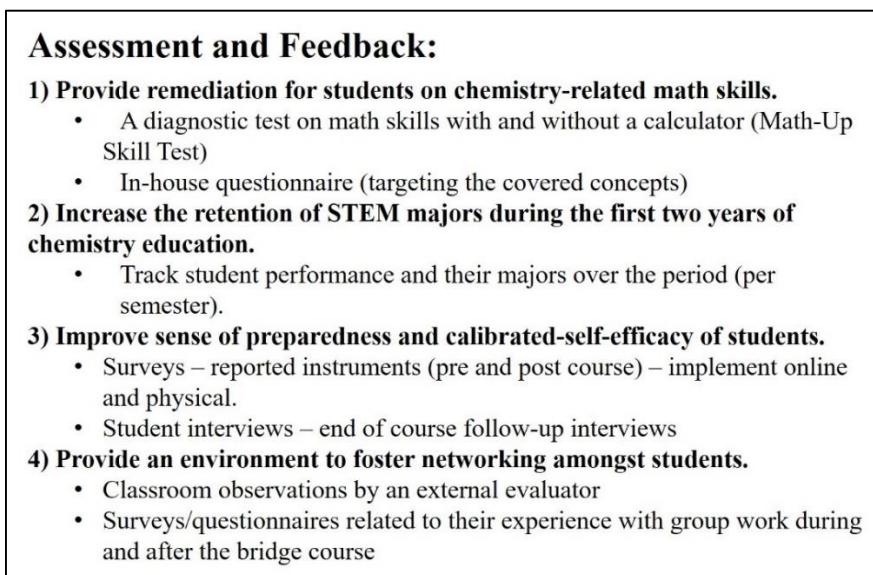 Assessment and Feedback:
1) Provide remediation for students on chemistry-related math skills.
• A diagnostic test on math skills with and without a calculator (Math-Up
Skill Test)
• In-house questionnaire (targeting the covered concepts)
2) Increase the retention of STEM majors during the first two years of
chemistry education.
• Track student performance and their majors over the period (per
semester).
3) Improve sense of preparedness and calibrated-self-efficacy of students.
• Surveys – reported instruments (pre and post course) – implement online
and physical.
• Student interviews – end of course follow-up interviews
4) Provide an environment to foster networking amongst students.
• Classroom observations by an external evaluator
• Surveys/questionnaires related to their experience with group work during
and after the bridge course